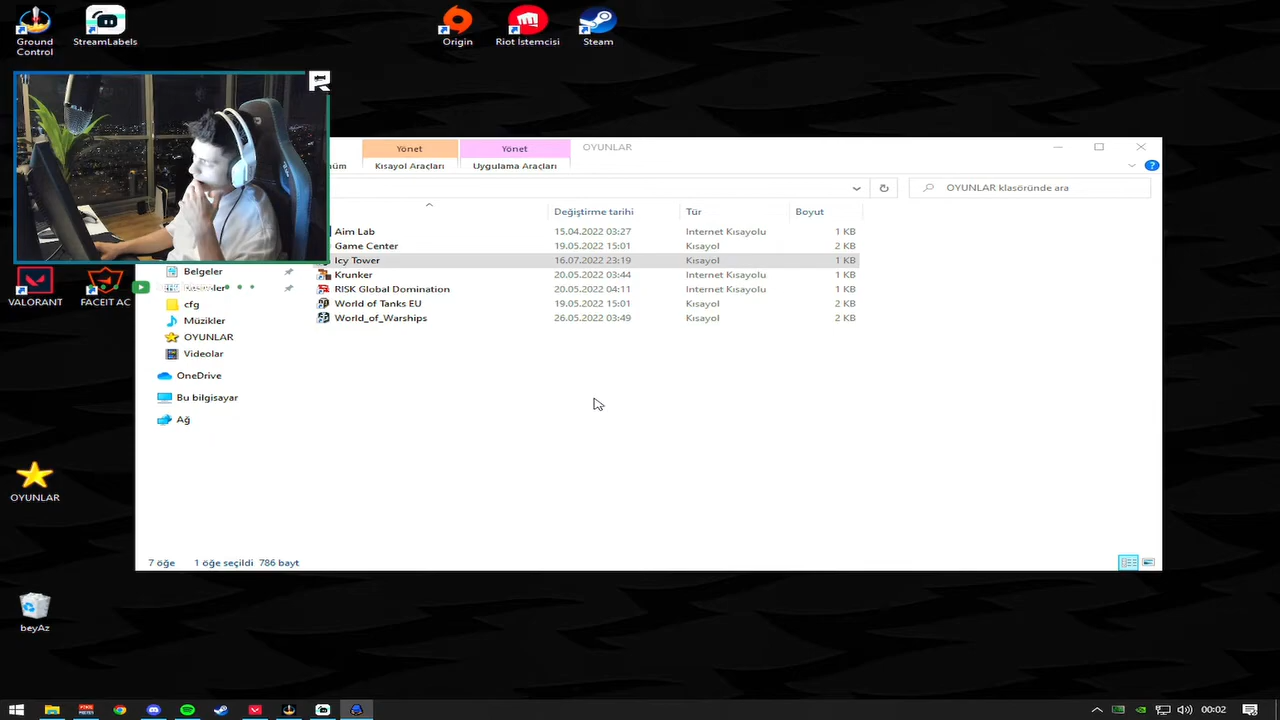 Ground
Control
StreamLabels
Origin
Riot Istemcisi
Steam
Yönet
Yönet
OYUNLAR
Kısayol Araçları
Uygulama Araçları
OYUNLAR klasöründe ara
Değiştirme tarihi
Tür
Boyut
Aim Lab
15.04.2022 03:27
Internet Kısayolu
1 KB
Game Center
19.05.2022 15:01
Kısayol
2 KB
Icy Tower
16.07.2022 23:19
Kısayol
1 KB
Krunker
20.05.2022 03:44
Internet Kısayolu
1 KB
RISK Global Domination
20.05.2022 04:11
Internet Kısayolu
1 KB
World of Tanks EU
19.05.2022 15:01
Kısayol
2 KB
World_of_Warships
26.05.2022 03:49
Kısayol
2 KB
Belgeler
cfg
Müzikler
OYUNLAR
Videolar
OneDrive
Bu bilgisayar
Ağ
VALORANT
FACEIT AC
OYUNLAR
beyAz
7 öğe
1 öğe seçildi 786 bayt
00:02